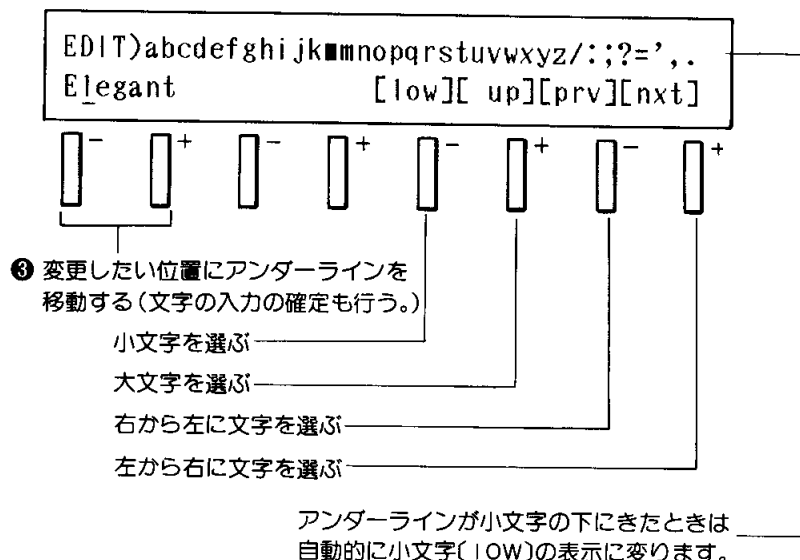 EDIT)abcdefghijk■mnopqrstuvwxyz/:;?=',.
Elegant [low][ up][prv][nxt]
- + - + - + - +
❸ 変更したい位置にアンダーラインを
移動する(文字の入力の確定も行う。)
小文字を選ぶ
大文字を選ぶ
右から左に文字を選ぶ
左から右に文字を選ぶ
アンダーラインが小文字の下にきたときは
自動的に小文字(LOW)の表示に変ります。